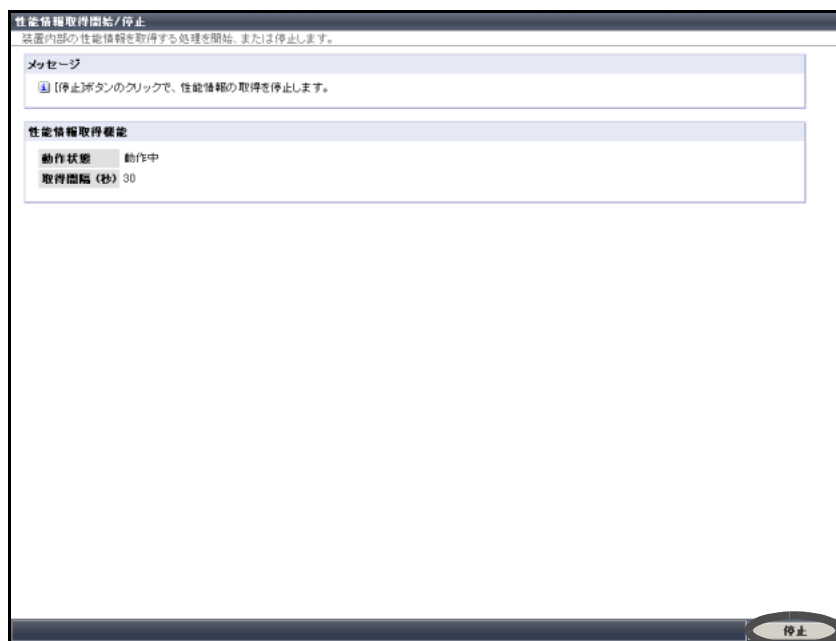 性能情報取得開始/停止
装置内部の性能情報を取得する処理を開始、または停止します。
メッセージ
[停止]ボタンのクリックで、性能情報の取得を停止します。
性能情報取得機能
動作状態 動作中
取得間隔 (秒) 30
停止